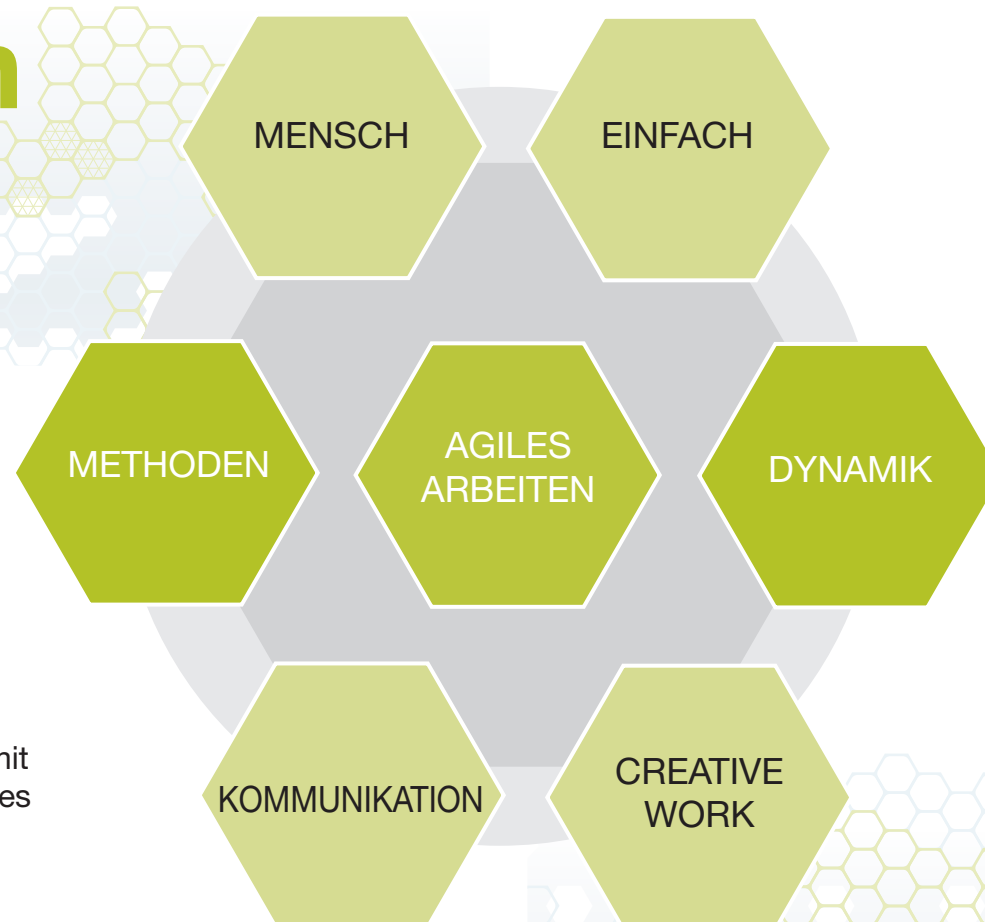 MENSCH
EINFACH
METHODEN
AGILES
ARBEITEN
DYNAMIK
KOMMUNIKATION
CREATIVE
WORK